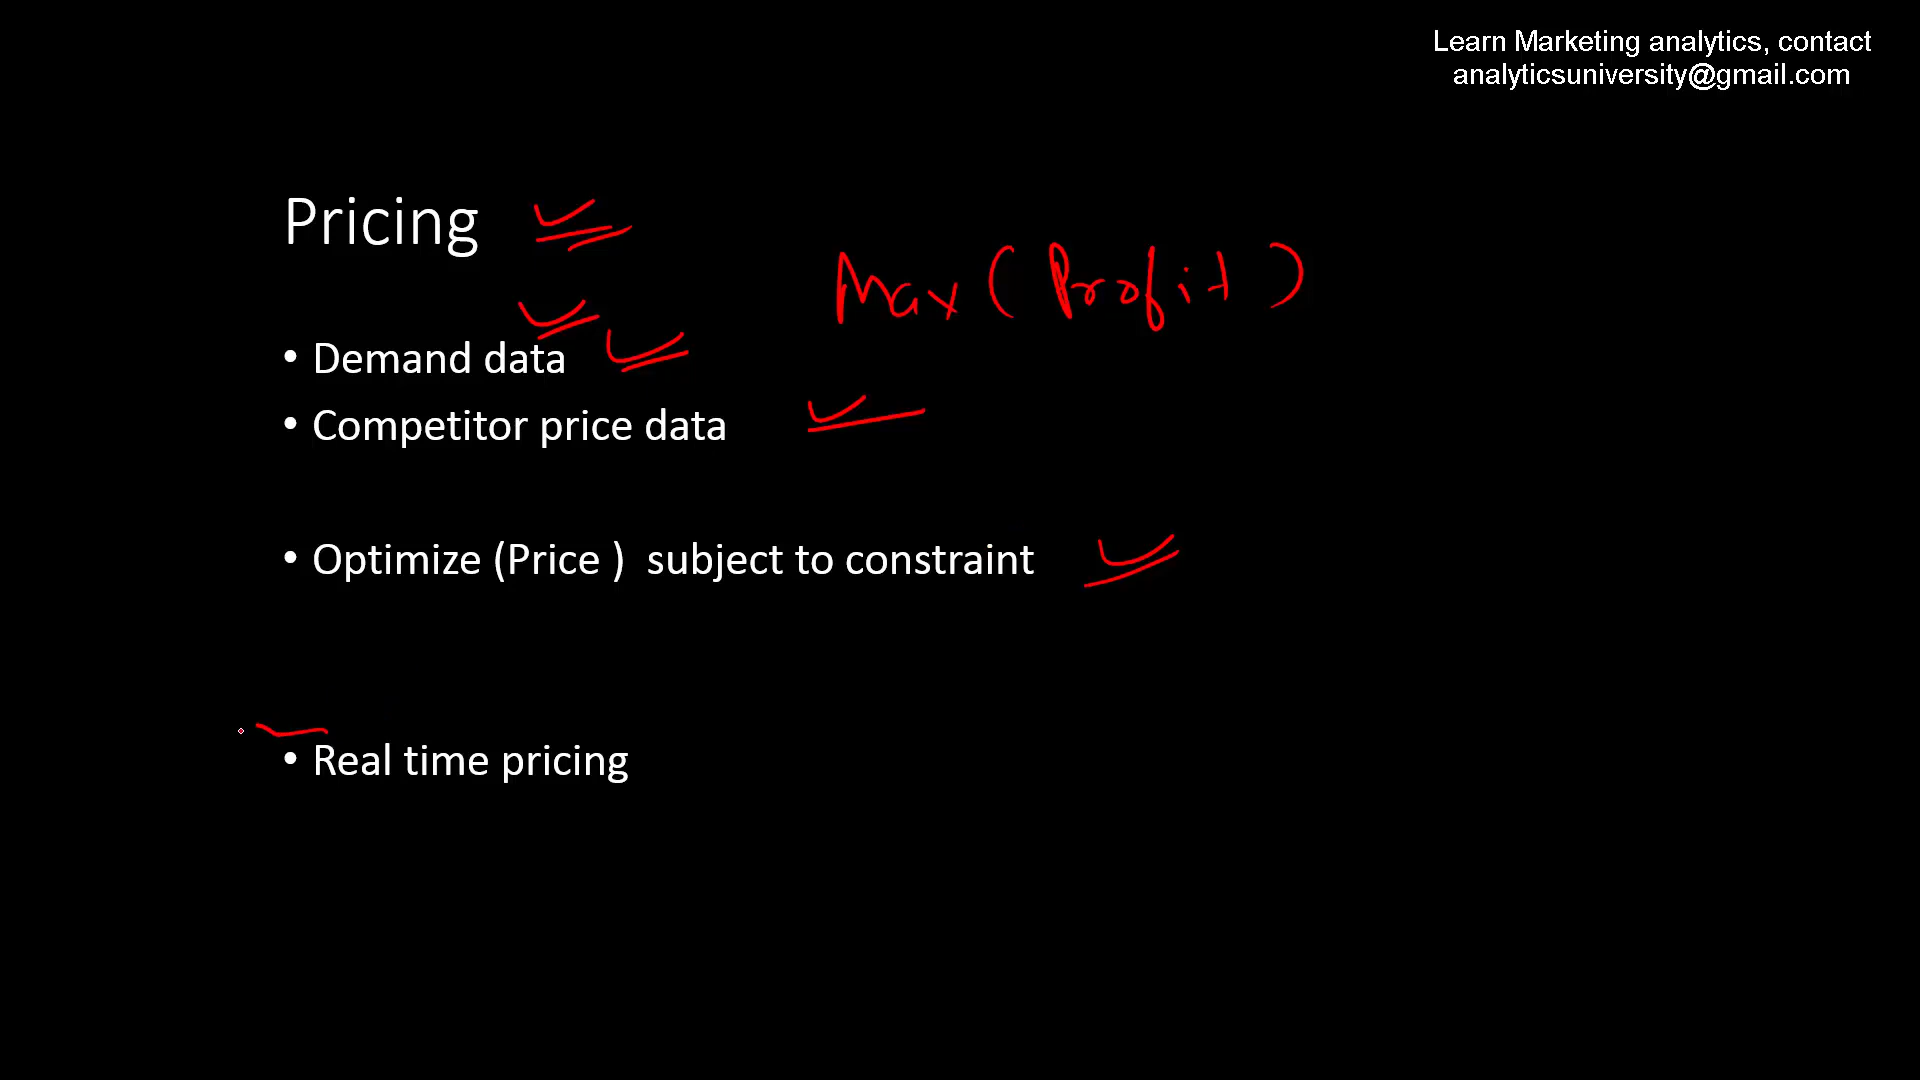 Learn Marketing analytics, contact
analyticsuniversity@gmail.com
Pricing
Max (Profit)
• Demand data
• Competitor price data
• Optimize (Price )  subject to constraint
• Real time pricing